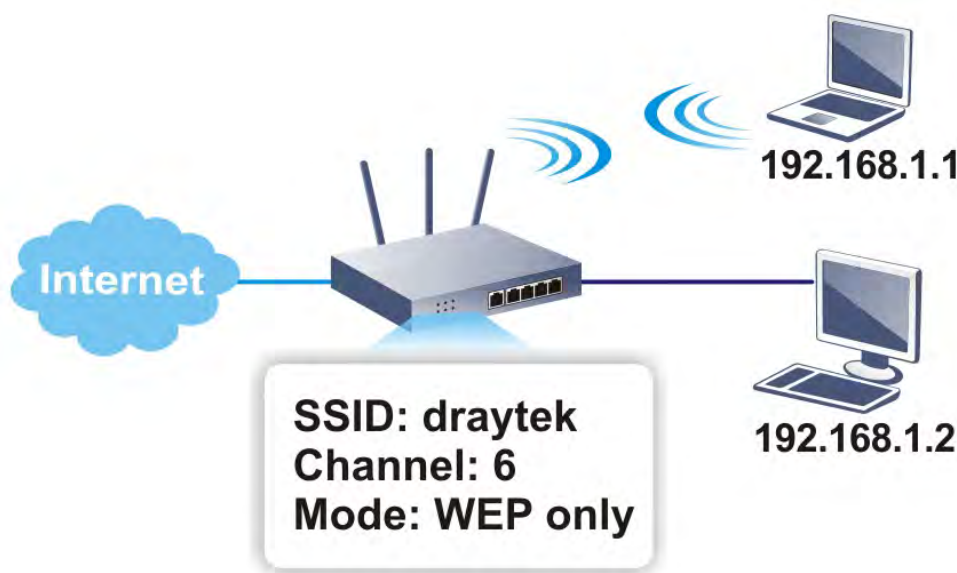 192.168.1.1
Internet
192.168.1.2
SSID: draytek
Channel: 6
Mode: WEP only